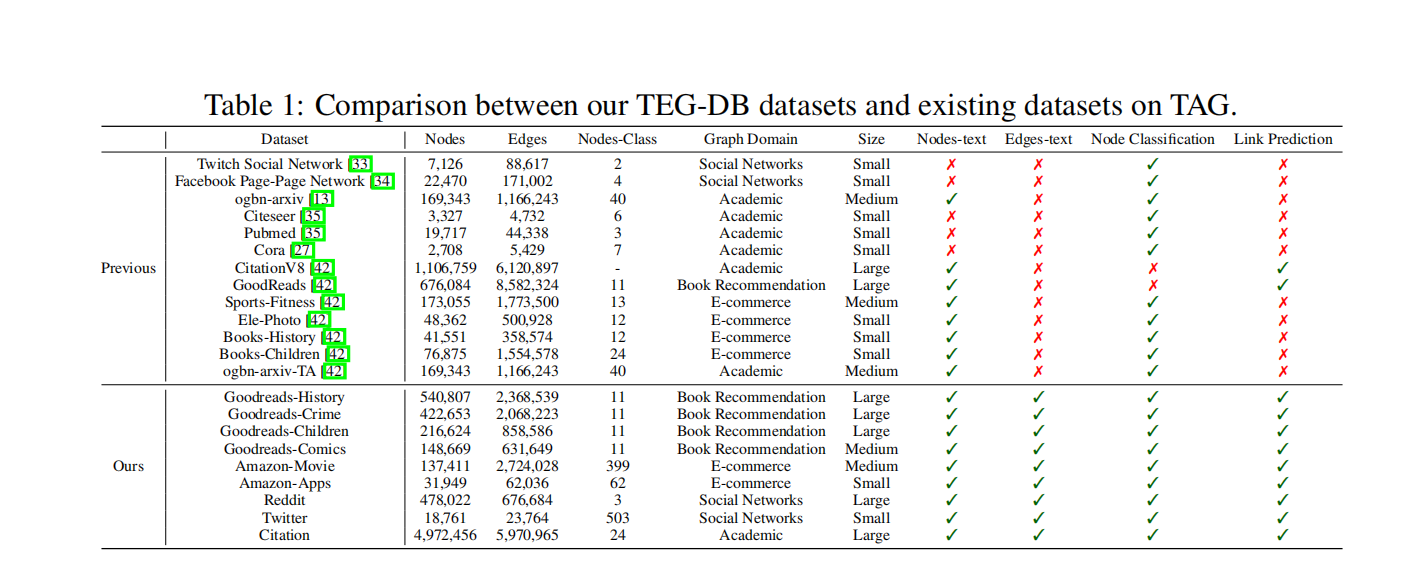 Table 1: Comparison between our TEG-DB datasets and existing datasets on TAG.
Dataset Nodes Edges Nodes-Class Graph Domain Size Nodes-text Edges-text Node Classification Link Prediction
Twitch Social Network [33] 7,126 88,617 2 Social Networks Small ✗ ✗ ✓ ✗
Facebook Page-Page Network [34] 22,470 171,002 4 Social Networks Small ✗ ✗ ✓ ✗
ogbn-arxiv [13] 169,343 1,166,243 40 Academic Medium ✓ ✗ ✓ ✗
Citeseer [35] 3,327 4,732 6 Academic Small ✗ ✗ ✓ ✗
Pubmed [35] 19,717 44,338 3 Academic Small ✗ ✗ ✓ ✗
Cora [27] 2,708 5,429 7 Academic Small ✗ ✗ ✓ ✗
Previous CitationV8 [42] 1,106,759 6,120,897 - Academic Large ✓ ✗ ✗ ✓
GoodReads [42] 676,084 8,582,324 11 Book Recommendation Large ✓ ✗ ✗ ✓
Sports-Fitness [42] 173,055 1,773,500 13 E-commerce Medium ✓ ✗ ✓ ✗
Ele-Photo [42] 48,362 500,928 12 E-commerce Small ✓ ✗ ✓ ✗
Books-History [42] 41,551 358,574 12 E-commerce Small ✓ ✗ ✓ ✗
Books-Children [42] 76,875 1,554,578 24 E-commerce Small ✓ ✗ ✓ ✗
ogbn-arxiv-TA [42] 169,343 1,166,243 40 Academic Medium ✓ ✗ ✓ ✗
Goodreads-History 540,807 2,368,539 11 Book Recommendation Large ✓ ✓ ✓ ✓
Goodreads-Crime 422,653 2,068,223 11 Book Recommendation Large ✓ ✓ ✓ ✓
Goodreads-Children 216,624 858,586 11 Book Recommendation Large ✓ ✓ ✓ ✓
Goodreads-Comics 148,669 631,649 11 Book Recommendation Medium ✓ ✓ ✓ ✓
Ours Amazon-Movie 137,411 2,724,028 399 E-commerce Medium ✓ ✓ ✓ ✓
Amazon-Apps 31,949 62,036 62 E-commerce Small ✓ ✓ ✓ ✓
Reddit 478,022 676,684 3 Social Networks Large ✓ ✓ ✓ ✓
Twitter 18,761 23,764 503 Social Networks Small ✓ ✓ ✓ ✓
Citation 4,972,456 5,970,965 24 Academic Large ✓ ✓ ✓ ✓